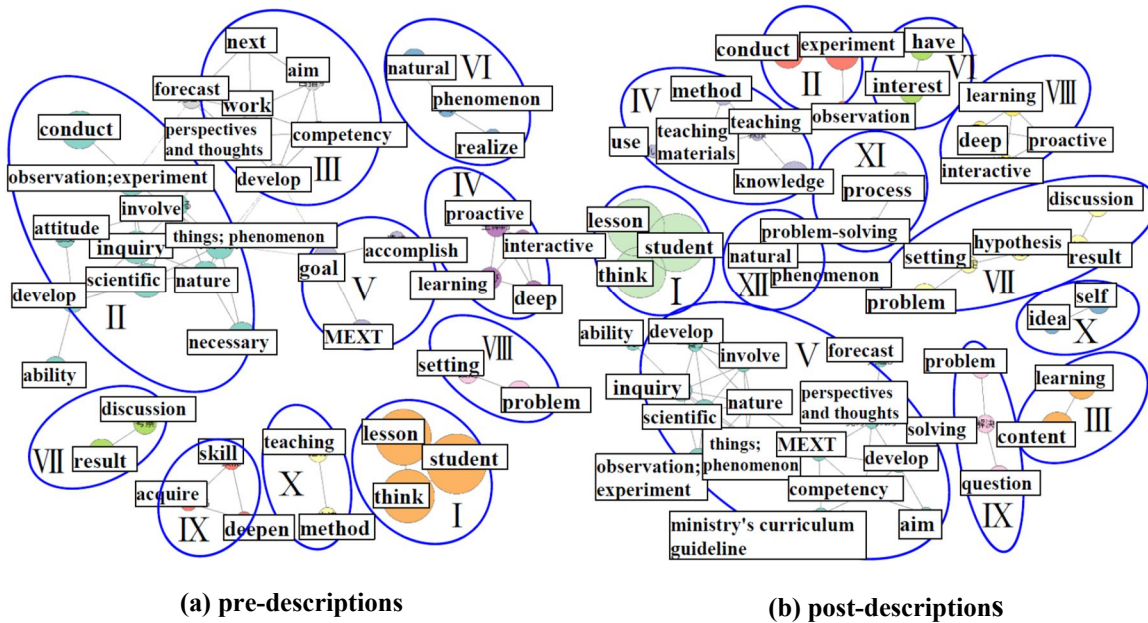 next
aim
forecast
work
perspectives
and thoughts
competency
III
develop
natural
VI
phenomenon
realize
conduct
observation;experiment
involve
attitude
things; phenomenon
inquiry
scientific
nature
develop
II
necessary
ability
accomplish
goal
V
MEXT
IV
proactive
interactive
learning
deep
VIII
setting
problem
discussion
VII
result
skill
acquire
IX
deepen
teaching
X
method
lesson
student
think
I
(a) pre-descriptions
conduct
experiment
II
observation
have
VI
interest
IV
method
teaching
teaching
materials
use
knowledge
learning
VIII
deep
proactive
interactive
XI
process
problem-solving
lesson
student
think
I
natural
XII
phenomenon
discussion
hypothesis
setting
result
VII
problem
self
idea
X
ability
develop
V
involve
forecast
inquiry
nature
scientific
perspectives
and thoughts
things;
phenomenon
MEXT
observation;
experiment
develop
competency
ministry's curriculum
guideline
aim
problem
solving
解決
question
IX
learning
content
III
(b) post-descriptions